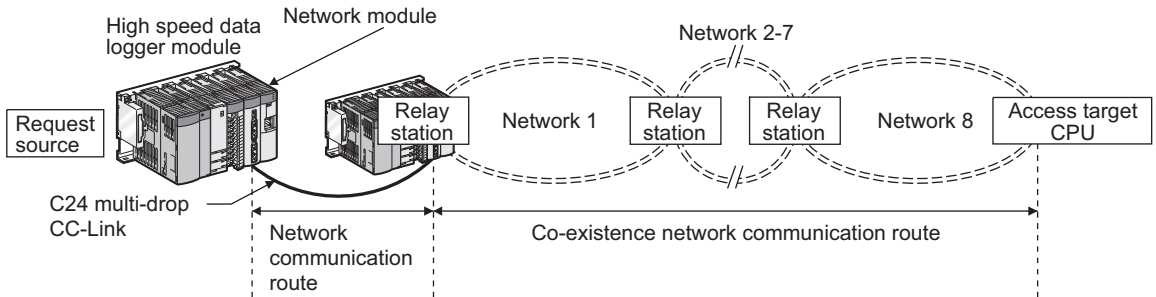 High speed data
logger module
Network module
Network 2-7
Request
source
Relay
station
Network 1
Relay
station
Relay
station
Network 8
Access target
CPU
C24 multi-drop
CC-Link
Network
communication
route
Co-existence network communication route